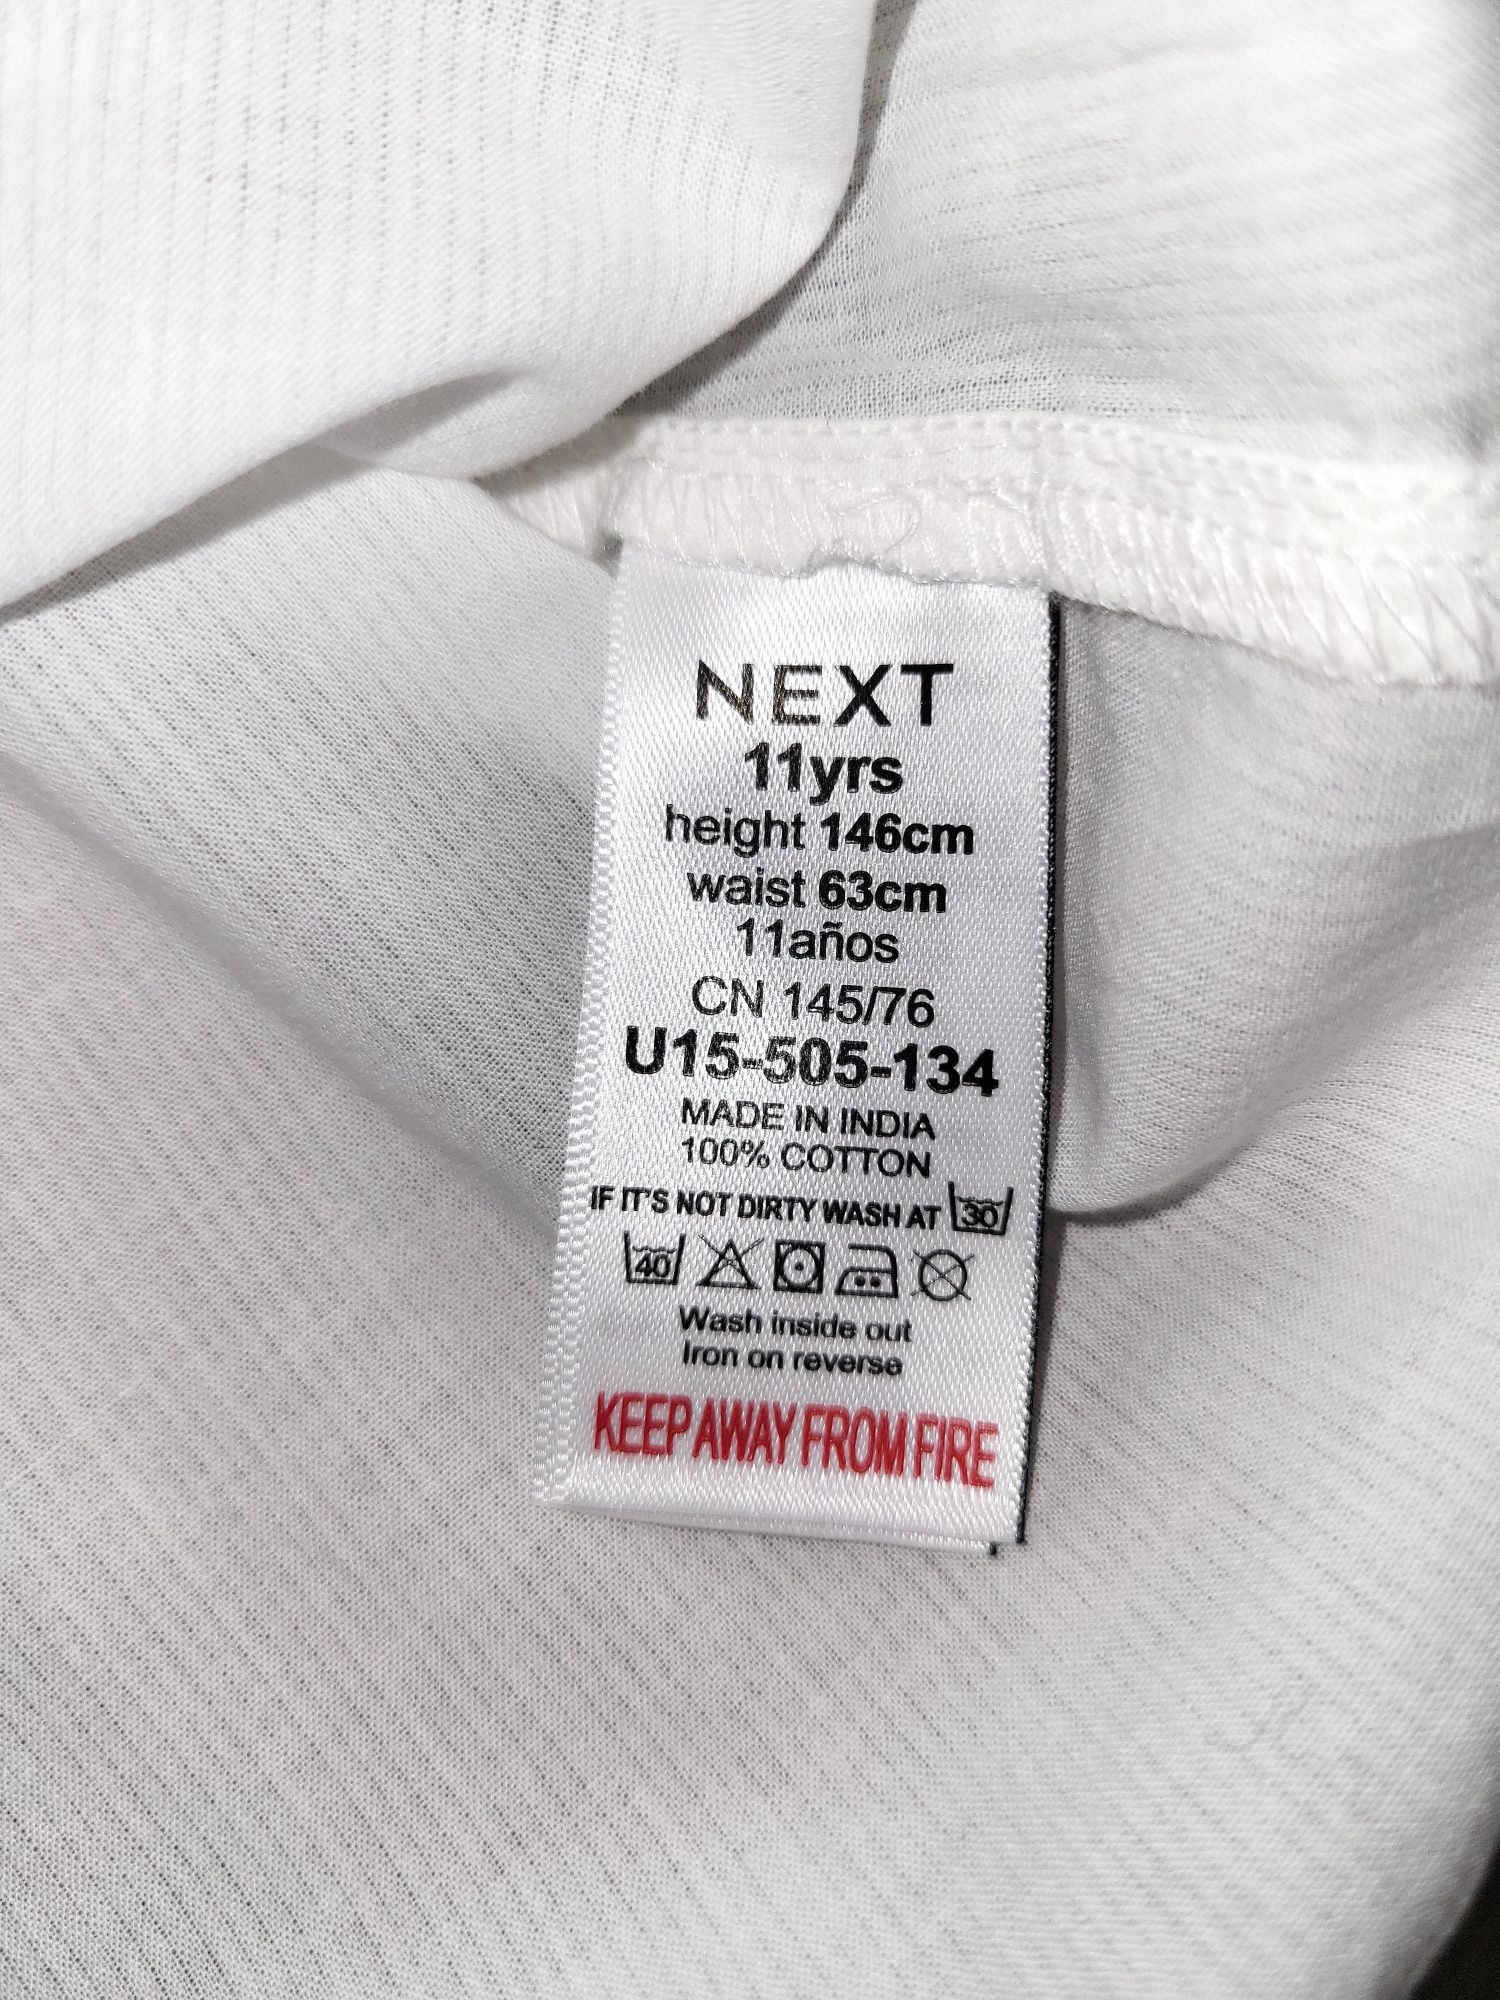 NEXT
11yrs
height 146cm
waist 63cm
11años
CN 145/76
U15-505-134
MADE IN INDIA
100% COTTON
IF IT'S NOT DIRTY WASH AT 30
40
Wash inside out
Iron on reverse
KEEP AWAY FROM FIRE